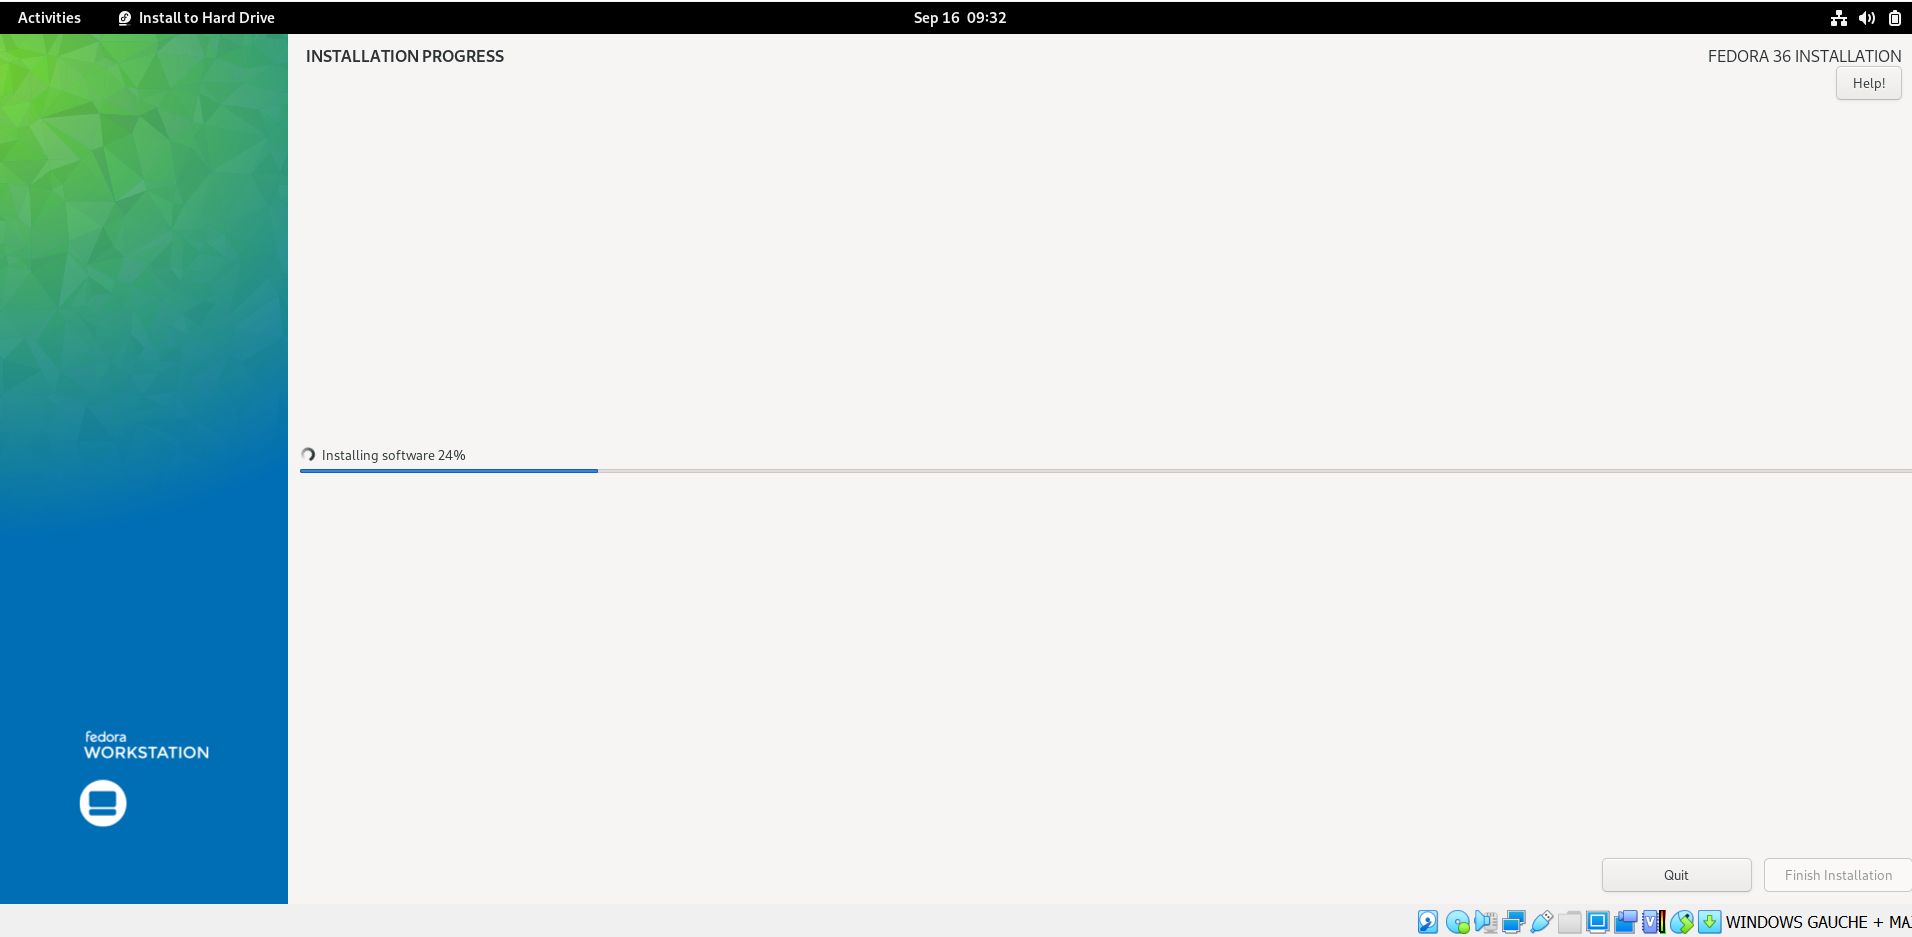 Activities Install to Hard Drive Sep 16 09:32
INSTALLATION PROGRESS
FEDORA 36 INSTALLATION
Help!
Installing software 24%
fedora
WORKSTATION
Quit Finish Installation
WINDOWS GAUCHE +